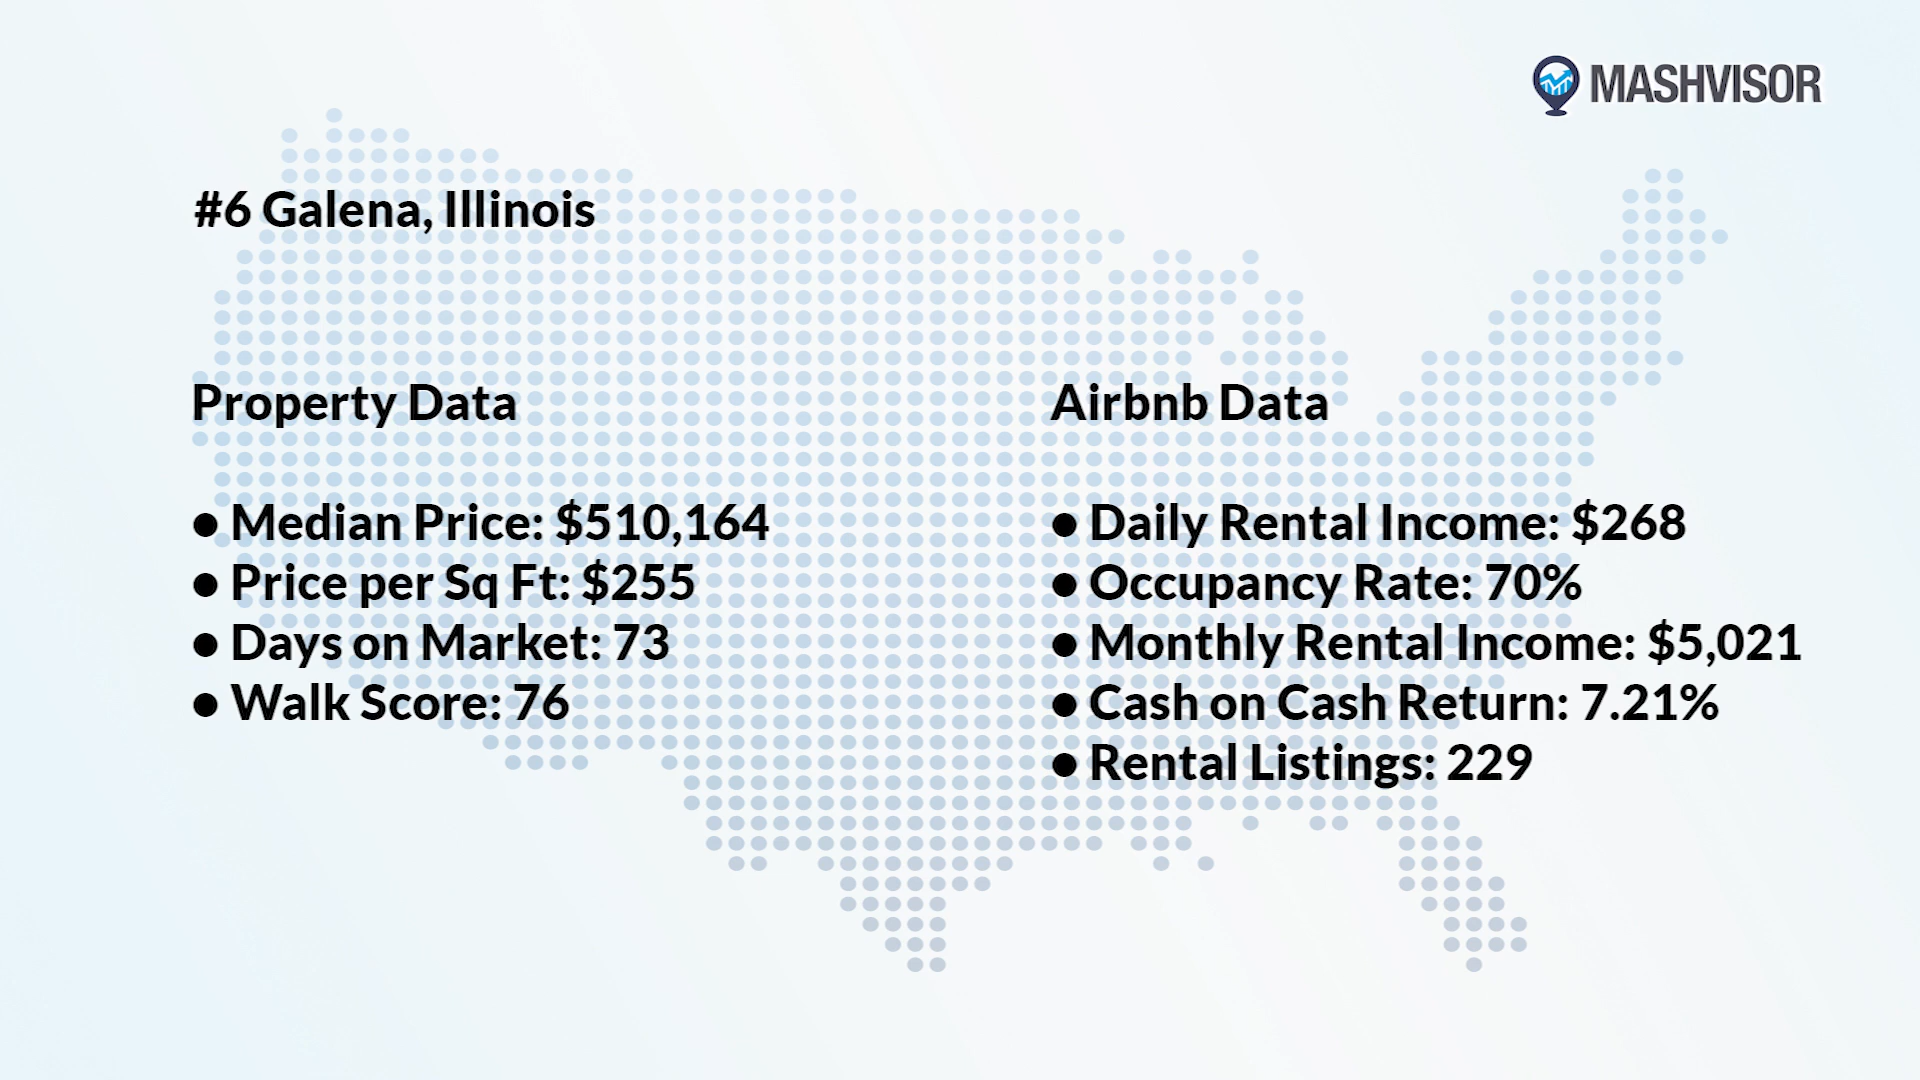 MASHVISOR
#6 Galena, Illinois
Property Data
● Median Price: $510,164
● Price per Sq Ft: $255
● Days on Market: 73
● Walk Score: 76
Airbnb Data
● Daily Rental Income: $268
● Occupancy Rate: 70%
● Monthly Rental Income: $5,021
● Cash on Cash Return: 7.21%
● Rental Listings: 229